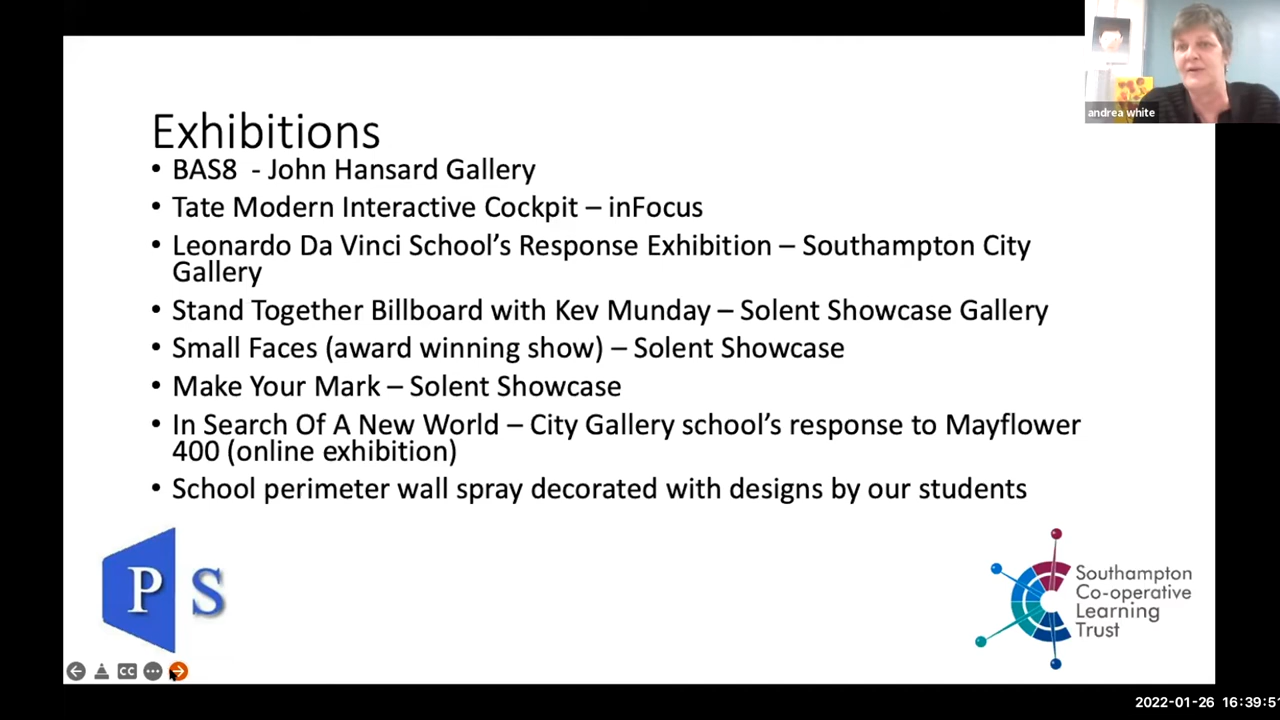 andrea white
Exhibitions
• BAS8 - John Hansard Gallery
• Tate Modern Interactive Cockpit – inFocus
• Leonardo Da Vinci School’s Response Exhibition – Southampton City
Gallery
• Stand Together Billboard with Kev Munday – Solent Showcase Gallery
• Small Faces (award winning show) – Solent Showcase
• Make Your Mark – Solent Showcase
• In Search Of A New World – City Gallery school’s response to Mayflower
400 (online exhibition)
• School perimeter wall spray decorated with designs by our students
P S
Southampton
Co-operative
Learning
Trust
CC
2022-01-26 16:39:51